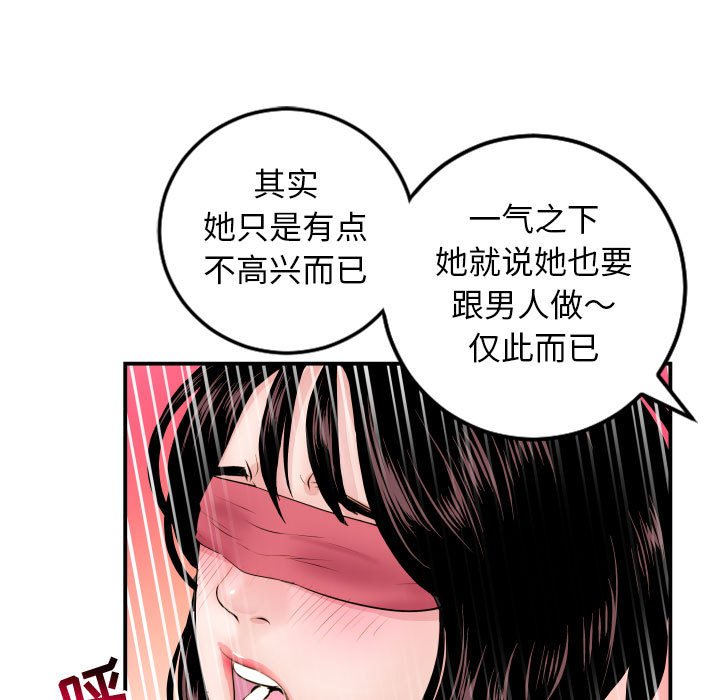 其实
她只是有点
不高兴而已
一气之下
她就说她也要
跟男人做～
仅此而已
呼